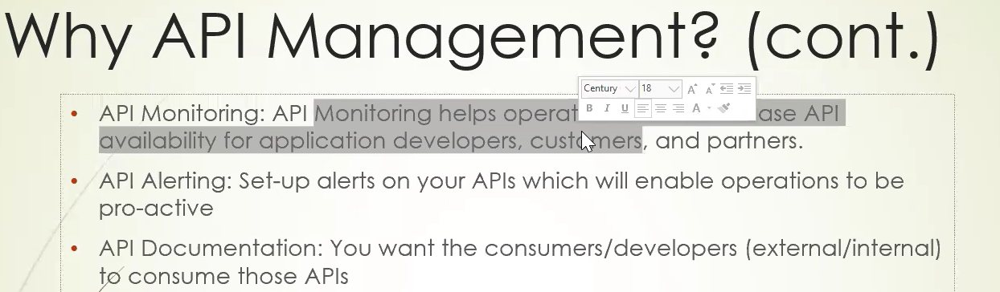 Why API Management? (cont.)
Century 18
B I U A
• API Monitoring: API Monitoring helps operat ase API
availability for application developers, customers, and partners.
• API Alerting: Set-up alerts on your APIs which will enable operations to be
pro-active
• API Documentation: You want the consumers/developers (external/internal)
to consume those APIs